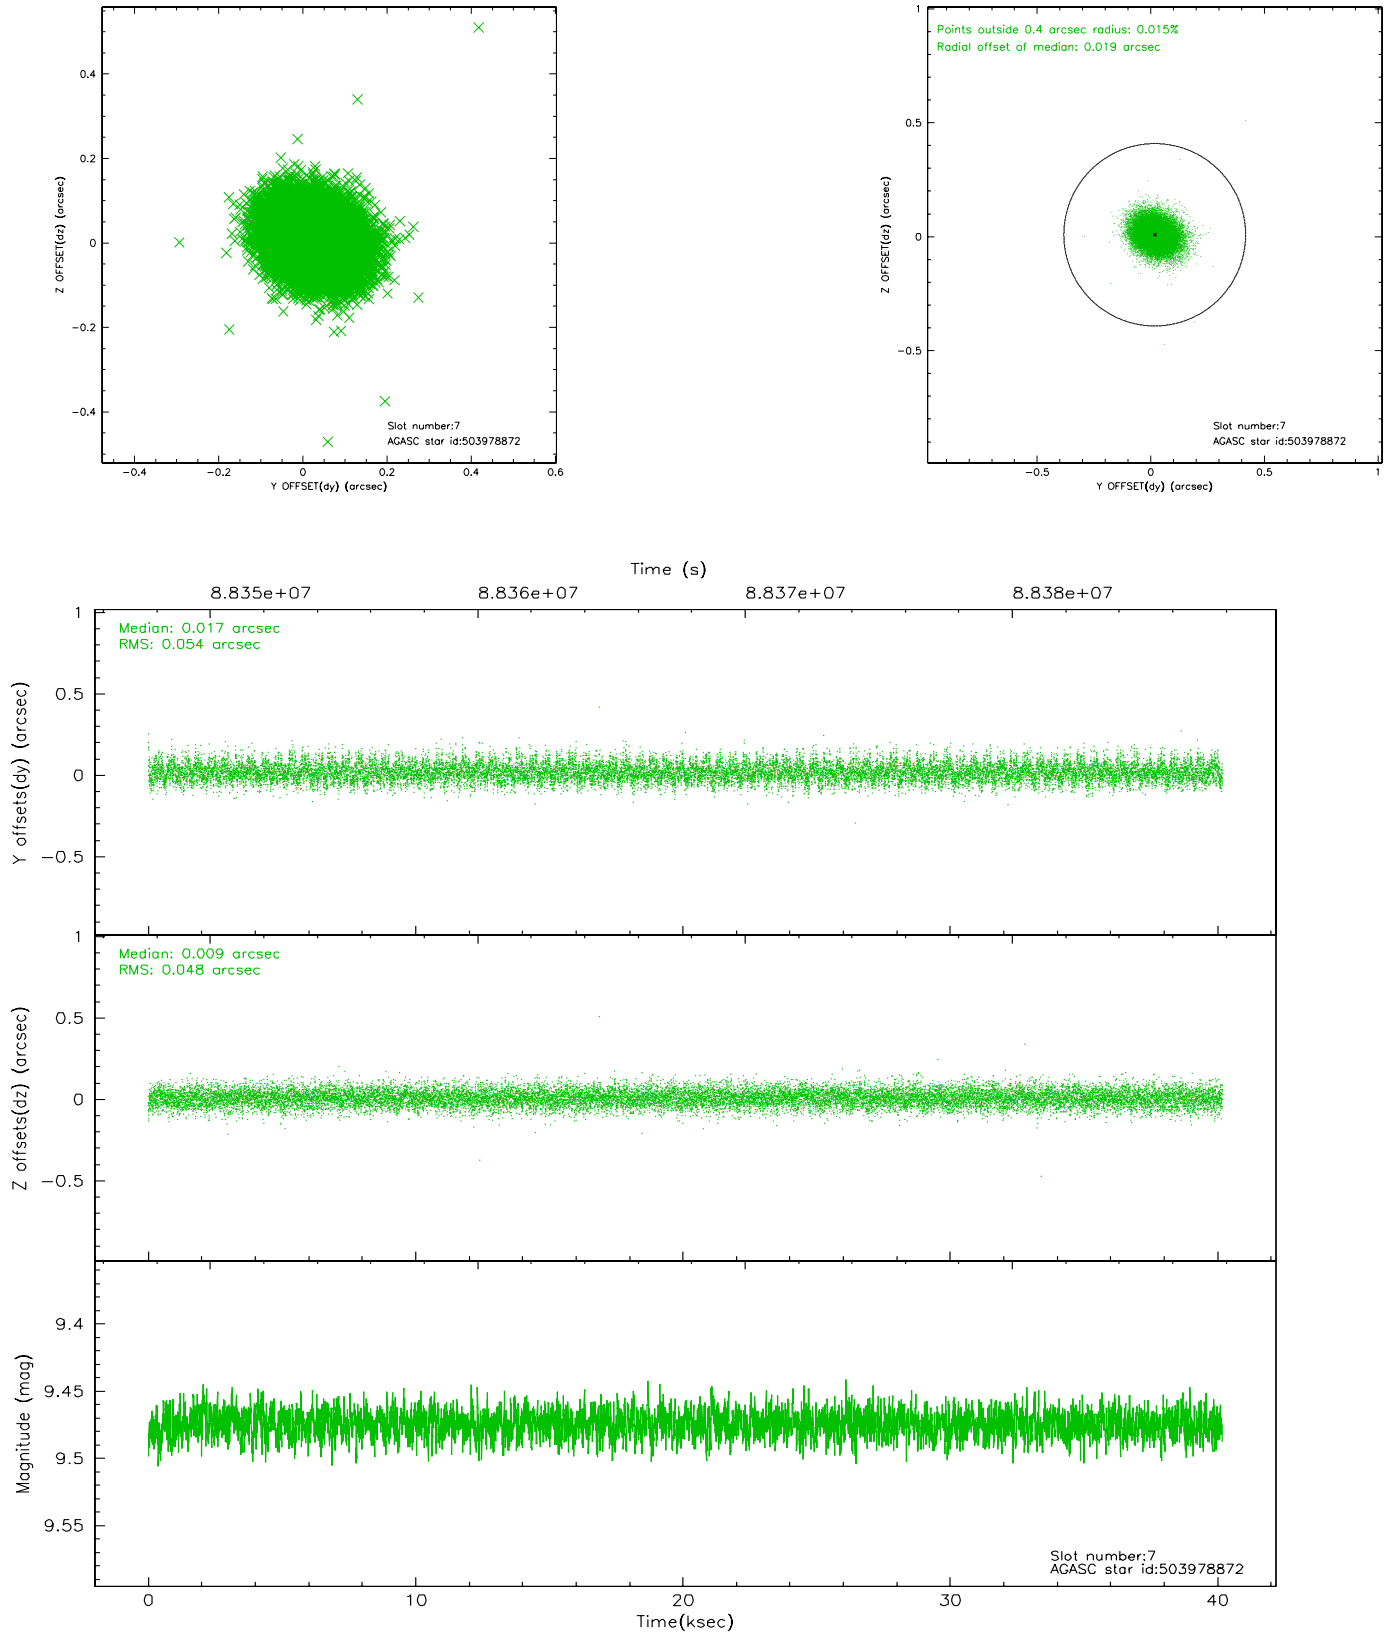 0.4
0.2
0
−0.2
−0.4
Z OFFSET(dz) (arcsec)
Slot number:7
AGASC star id:503978872
−0.4 −0.2 0 0.2 0.4 0.6
Y OFFSET(dy) (arcsec)
Points outside 0.4 arcsec radius: 0.015%
Radial offset of median: 0.019 arcsec
1
0.5
0
−0.5
Z OFFSET(dz) (arcsec)
Slot number:7
AGASC star id:503978872
−0.5 0 0.5 1
Y OFFSET(dy) (arcsec)
Time (s)
8.835e+07 8.836e+07 8.837e+07 8.838e+07
Median: 0.017 arcsec
RMS: 0.054 arcsec
1
0.5
0
−0.5
Y offsets(dy) (arcsec)
Median: 0.009 arcsec
RMS: 0.048 arcsec
1
0.5
0
−0.5
Z offsets(dz) (arcsec)
9.4
9.45
9.5
9.55
Magnitude (mag)
Slot number:7
AGASC star id:503978872
0 10 20 30 40
Time(ksec)